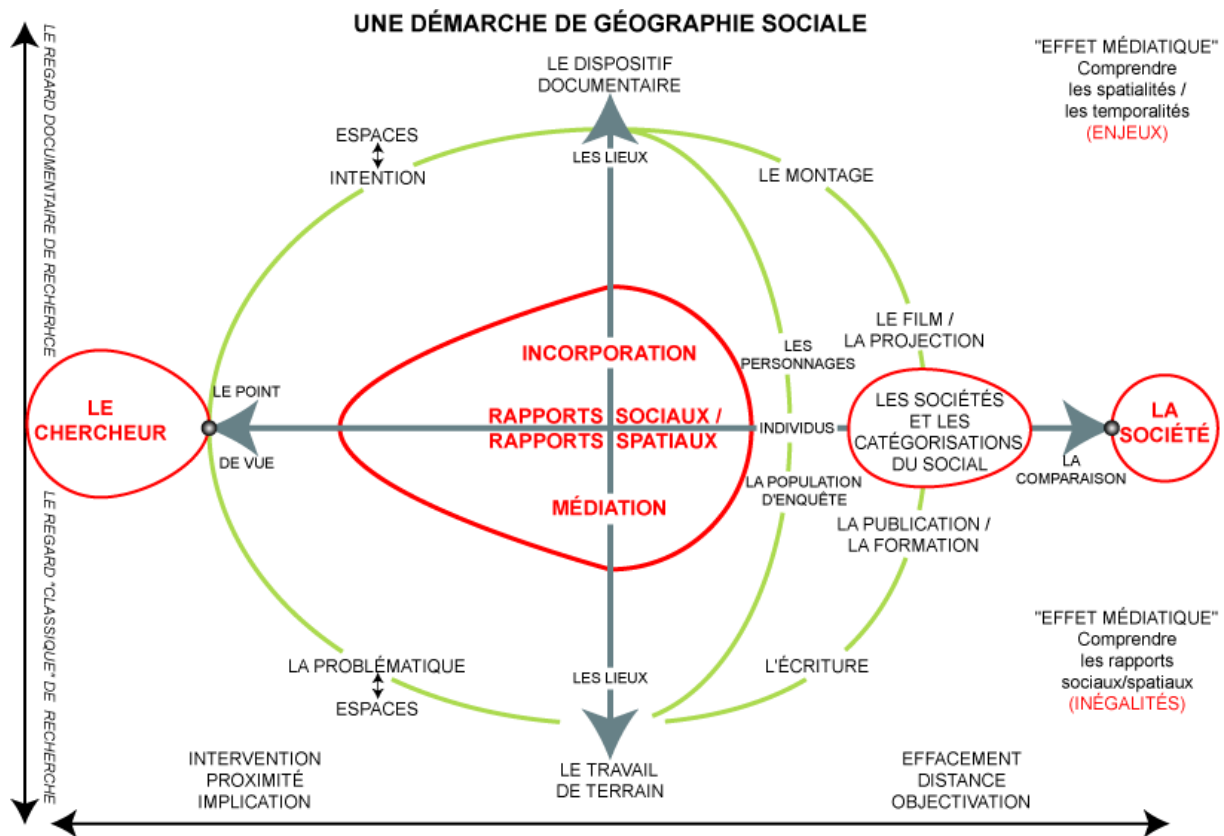 UNE DÉMARCHE DE GÉOGRAPHIE SOCIALE
LE REGARD DOCUMENTAIRE DE RECHERHCE
LE REGARD "CLASSIQUE" DE RECHERCHE
LE DISPOSITIF
DOCUMENTAIRE
"EFFET MÉDIATIQUE"
Comprendre
les spatialités /
les temporalités
(ENJEUX)
ESPACES
INTENTION
LES LIEUX
LE MONTAGE
LE FILM /
LA PROJECTION
LES
PERSONNAGES
INCORPORATION
LE
CHERCHEUR
LE POINT
DE VUE
RAPPORTS SOCIAUX /
RAPPORTS SPATIAUX
INDIVIDUS
LES SOCIÉTÉS
ET LES
CATÉGORISATIONS
DU SOCIAL
LA
SOCIÉTÉ
LA
COMPARAISON
MÉDIATION
LA POPULATION
D'ENQUÊTE
LA PUBLICATION /
LA FORMATION
LA PROBLÉMATIQUE
ESPACES
LES LIEUX
L'ÉCRITURE
"EFFET MÉDIATIQUE"
Comprendre
les rapports
sociaux/spatiaux
(INÉGALITÉS)
INTERVENTION
PROXIMITÉ
IMPLICATION
LE TRAVAIL
DE TERRAIN
EFFACEMENT
DISTANCE
OBJECTIVATION